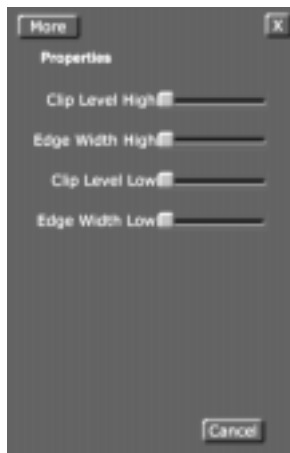 More X
Properties
Clip Level High
Edge Width High
Clip Level Low
Edge Width Low
Cancel